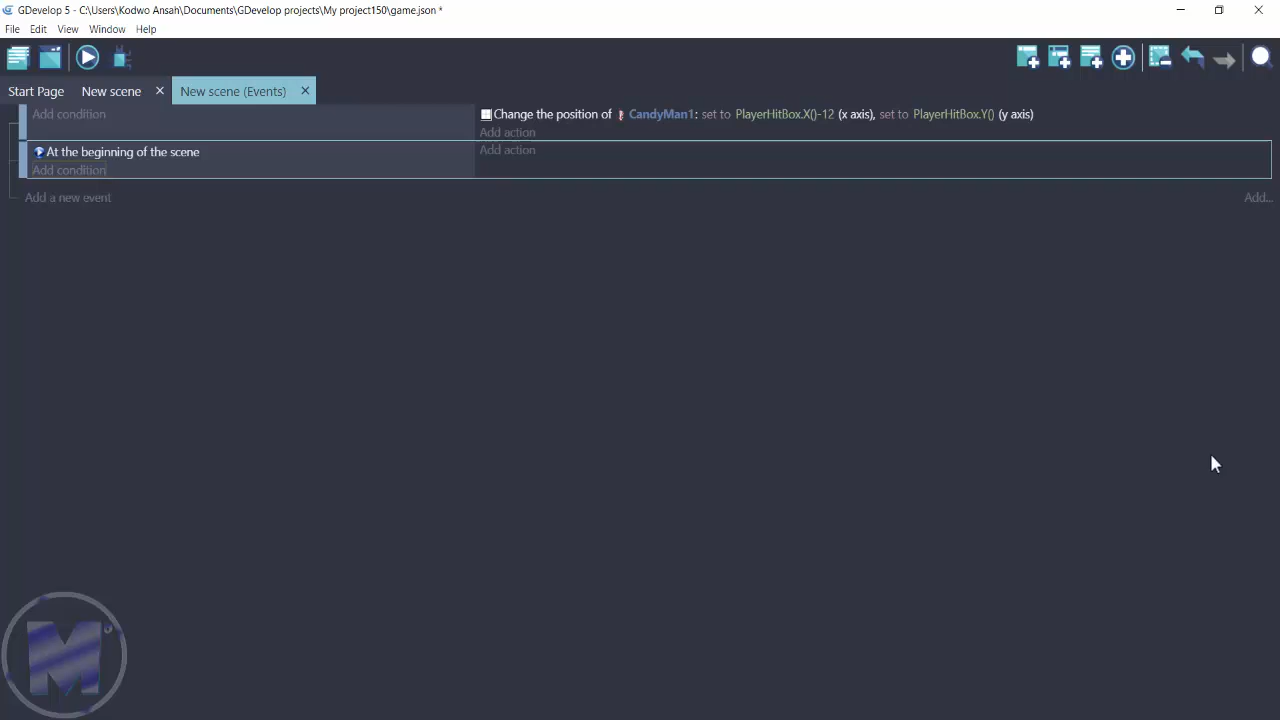 GDevelop 5 - C:\Users\Kodwo Ansah\Documents\GDevelop projects\My project150\game.json *
File Edit View Window Help
Start Page New scene × New scene (Events) ×
Add condition
Change the position of CandyMan1: set to PlayerHitBox.X()-12 (x axis), set to PlayerHitBox.Y() (y axis)
Add action
At the beginning of the scene
Add condition
Add action
Add a new event
Add...
M